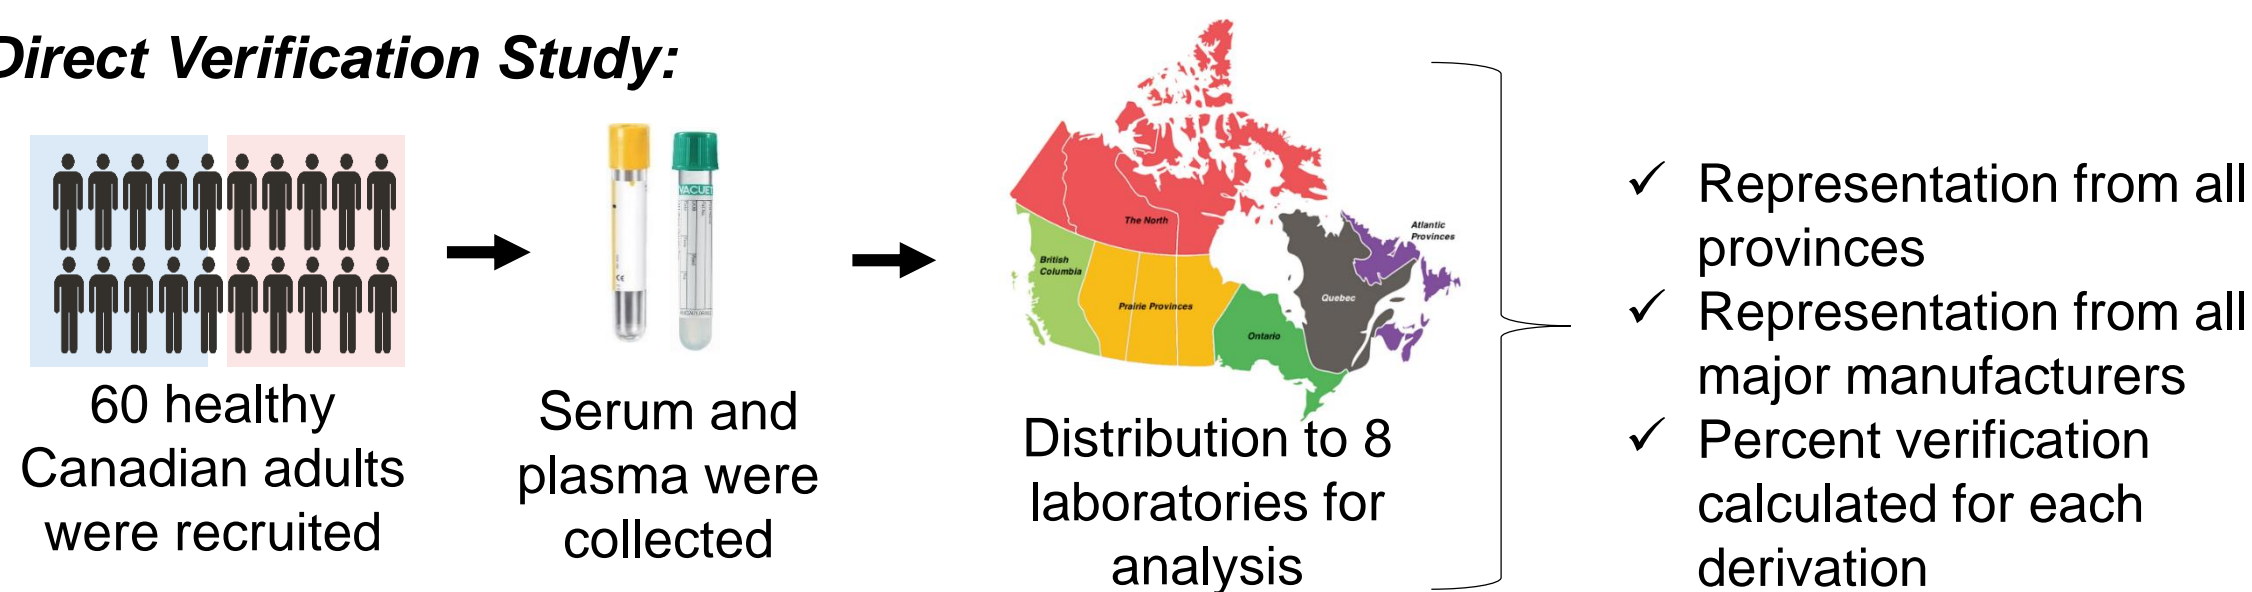 Direct Verification Study:
60 healthy
Canadian adults
were recruited
VACUET
Serum and
plasma were
collected
The North
British
Columbia
Prairie Provinces
Ontario
Quebec
Atlantic
Provinces
Distribution to 8
laboratories for
analysis
✓ Representation from all
provinces
✓ Representation from all
major manufacturers
✓ Percent verification
calculated for each
derivation